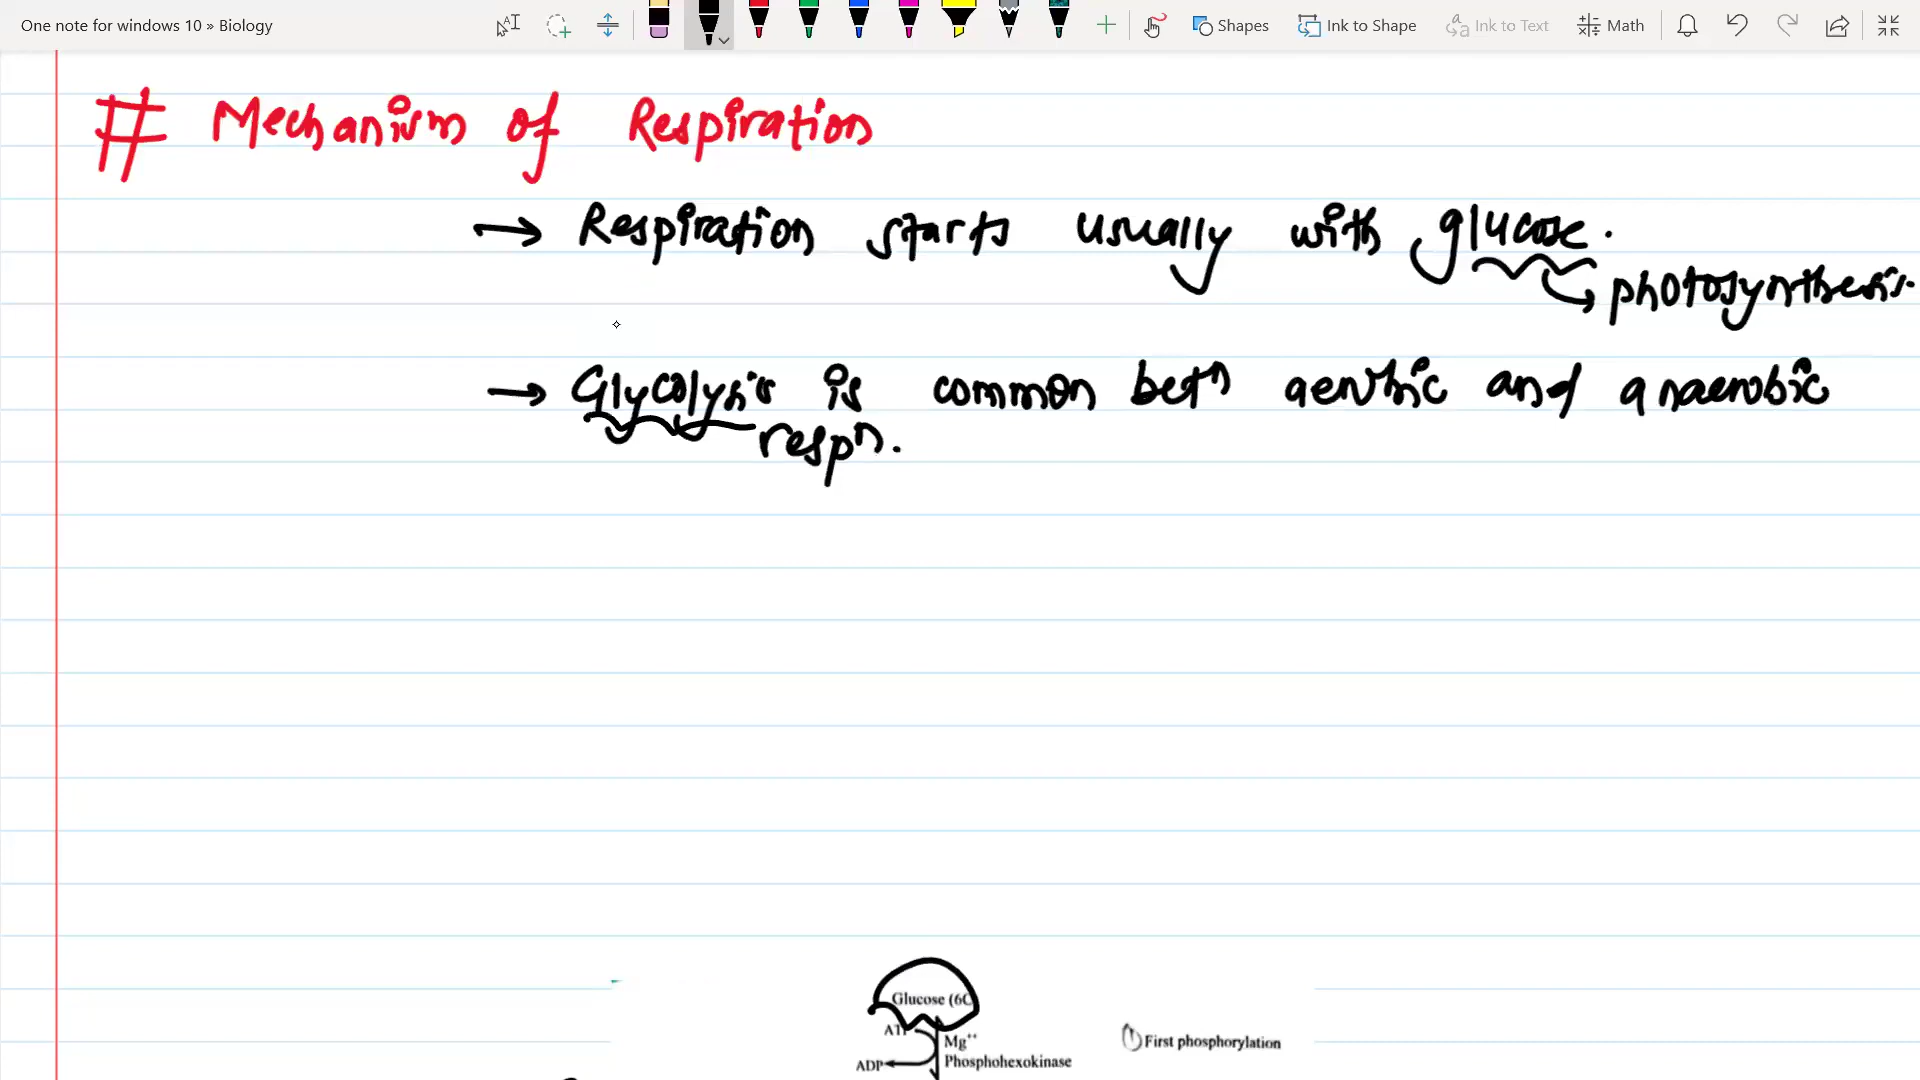 One note for windows 10 » Biology
Shapes
Ink to Shape
Ink to Text
Math
# Mechanism of Respiration
→ Respiration starts usually with glucose.
photosynthesis.
→ Glycolysis is common betn aerobic and anaerobic
respn.
Glucose (6C
ATP
Mg++
ADP
Phosphohexokinase
1 First phosphorylation